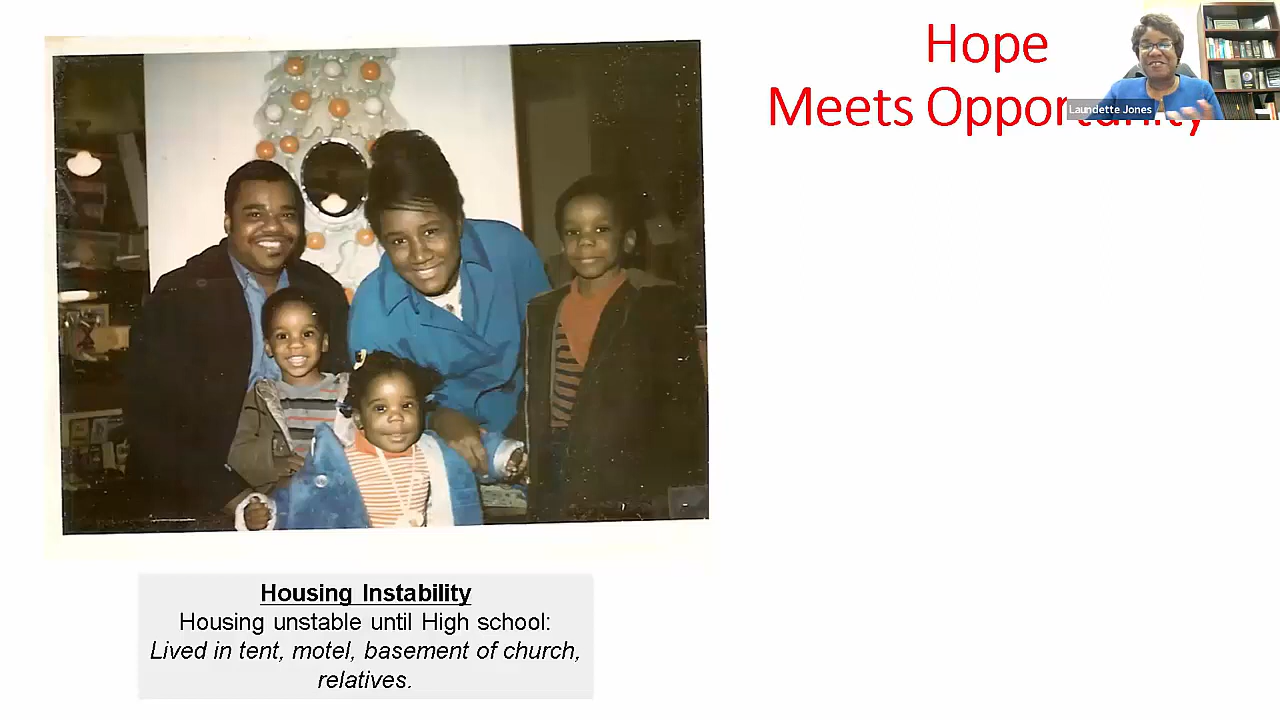 Hope
Meets Opportunity
Laundette Jones
Housing Instability
Housing unstable until High school:
Lived in tent, motel, basement of church,
relatives.